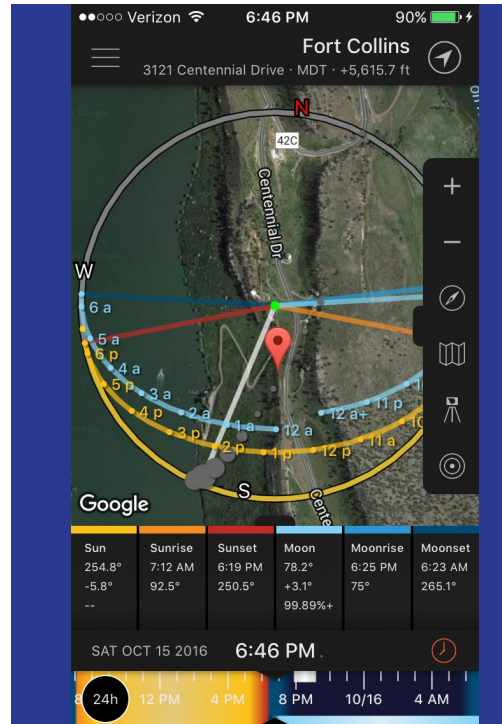 ●●○○○ Verizon 6:46 PM 90%
Fort Collins
3121 Centennial Drive · MDT · +5,615.7 ft
N
42C
Centennial Dr
W
6 a
5 a
6 p
4 a
5 p
3 a
4 p
2 a
3 p
1 a
2 p
12 a
1 p
12 a+
12 p
11 p
11 a
10
S
Cente
Google
Sun Sunrise Sunset Moon Moonrise Moonset
254.8° 7:12 AM 6:19 PM 78.2° 6:25 PM 6:23 AM
-5.8° 92.5° 250.5° +3.1° 75° 265.1°
-- 99.89%+
SAT OCT 15 2016 6:46 PM.
8 24h 12 PM 4 PM 8 PM 10/16 4 AM